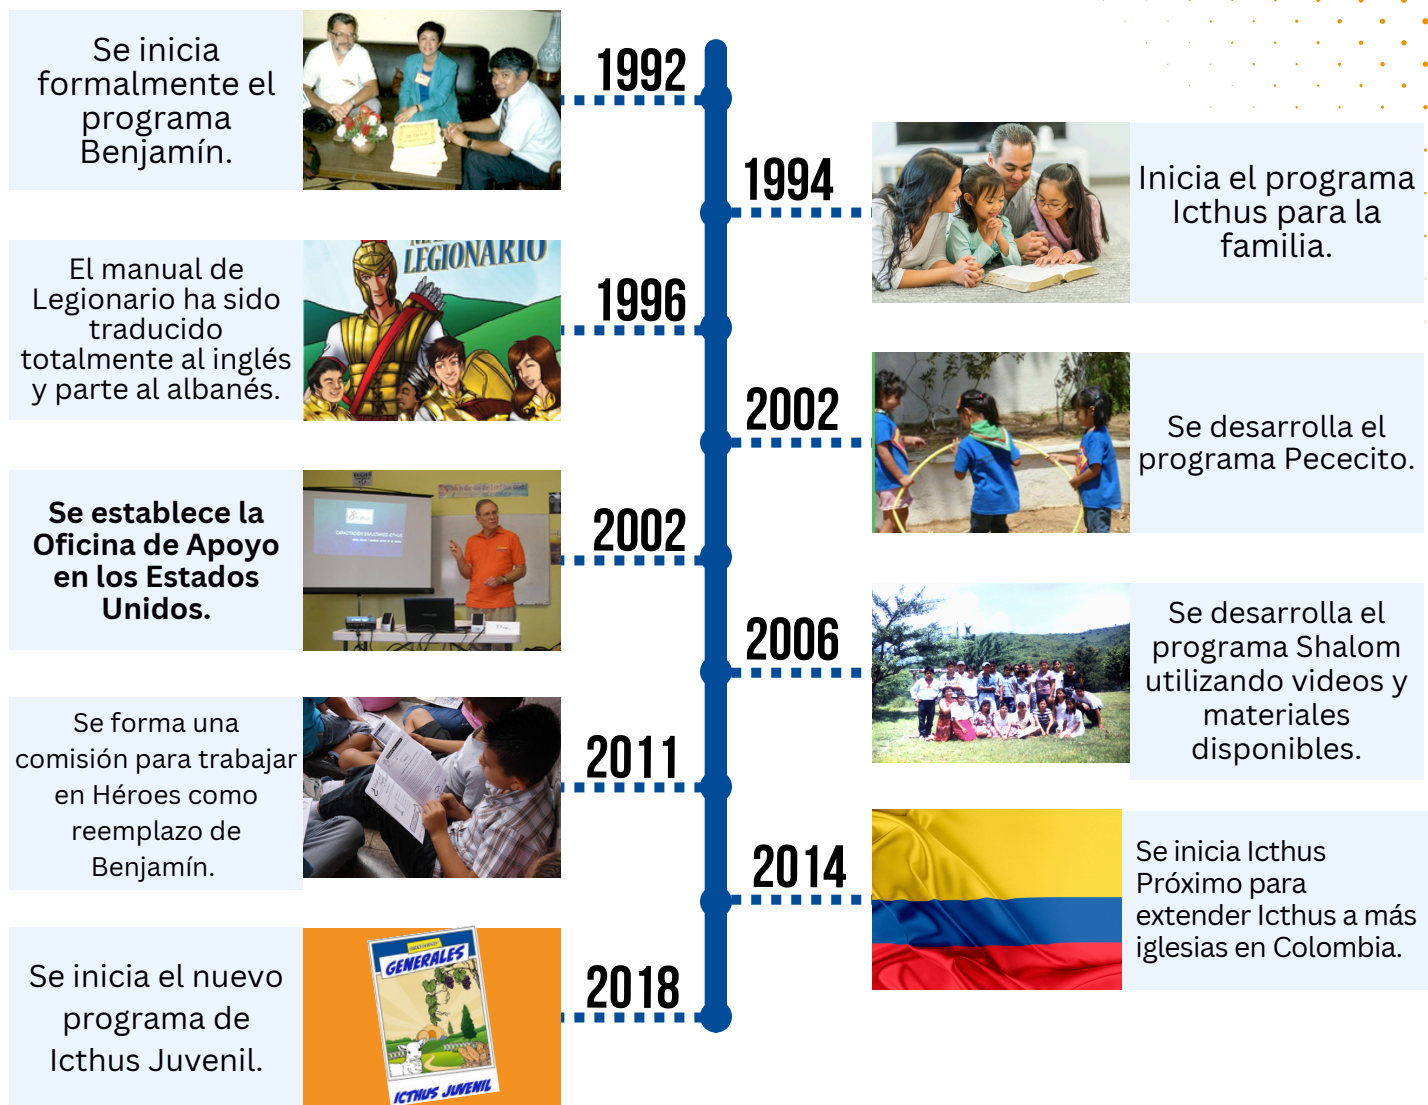 Se inicia
formalmente el
programa
Benjamín.
1992
1994
Inicia el programa
Icthus para la
familia.
El manual de
Legionario ha sido
traducido
totalmente al inglés
y parte al albanés.
LEGIONARIO
1996
2002
Se desarrolla el
programa Pececito.
Se establece la
Oficina de Apoyo
en los Estados
Unidos.
2002
2006
Se desarrolla el
programa Shalom
utilizando videos y
materiales
disponibles.
Se forma una
comisión para trabajar
en Héroes como
reemplazo de
Benjamín.
2011
2014
Se inicia Icthus
Próximo para
extender Icthus a más
iglesias en Colombia.
Se inicia el nuevo
programa de
Icthus Juvenil.
GENERALES
ICTHUS JUVENIL
2018